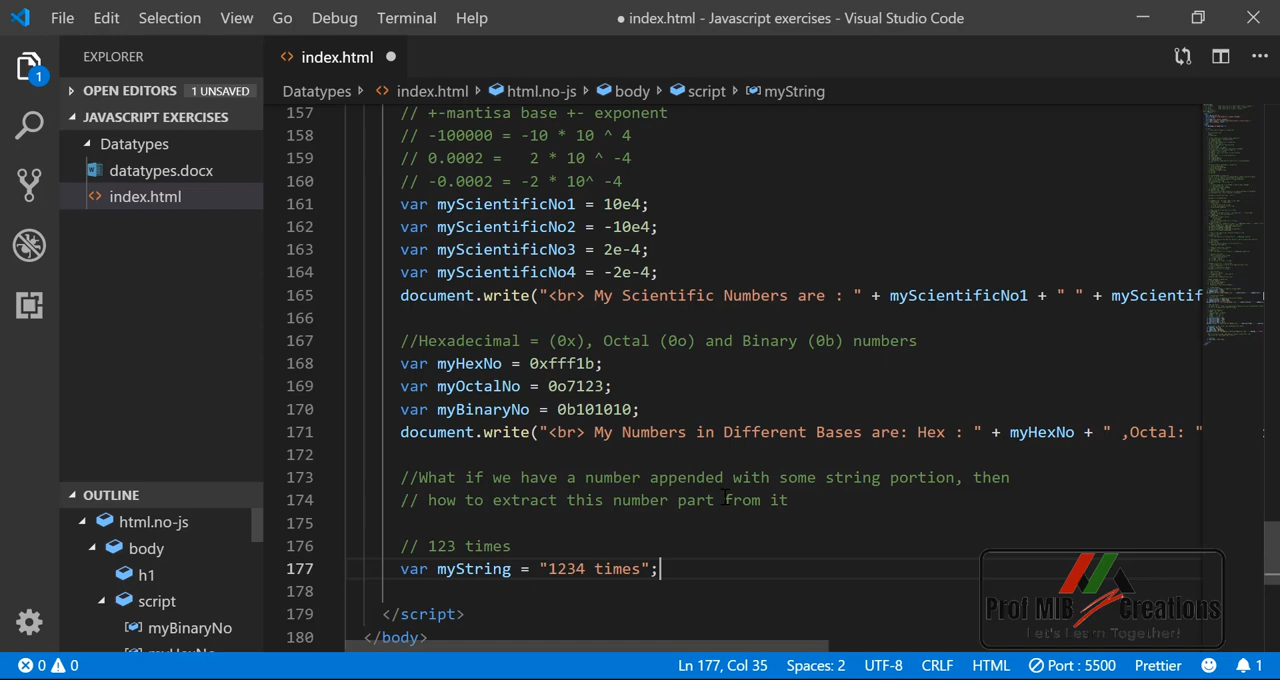 File Edit Selection View Go Debug Terminal Help
● index.html - Javascript exercises - Visual Studio Code
EXPLORER
index.html
OPEN EDITORS 1 UNSAVED
JAVASCRIPT EXERCISES
Datatypes
datatypes.docx
index.html
Datatypes index.html html.no-js body script myString
157 // +-mantisa base +- exponent
158 // -100000 = -10 * 10 ^ 4
159 // 0.0002 =   2 * 10 ^ -4
160 // -0.0002 = -2 * 10^ -4
161 var myScientificNo1 = 10e4;
162 var myScientificNo2 = -10e4;
163 var myScientificNo3 = 2e-4;
164 var myScientificNo4 = -2e-4;
165 document.write("<br> My Scientific Numbers are : " + myScientificNo1 + " " + myScientif
166
167 //Hexadecimal = (0x), Octal (0o) and Binary (0b) numbers
168 var myHexNo = 0xfff1b;
169 var myOctalNo = 0o7123;
170 var myBinaryNo = 0b101010;
171 document.write("<br> My Numbers in Different Bases are: Hex : " + myHexNo + " ,Octal: "
172
173 //What if we have a number appended with some string portion, then
174 // how to extract this number part from it
175
176 // 123 times
177 var myString = "1234 times";
178
179 </script>
180 </body>
OUTLINE
html.no-js
body
h1
script
myBinaryNo
1
Prof MIB Creations
Let's Learn Together!
0 0 Ln 177, Col 35 Spaces: 2 UTF-8 CRLF HTML Port : 5500 Prettier 1